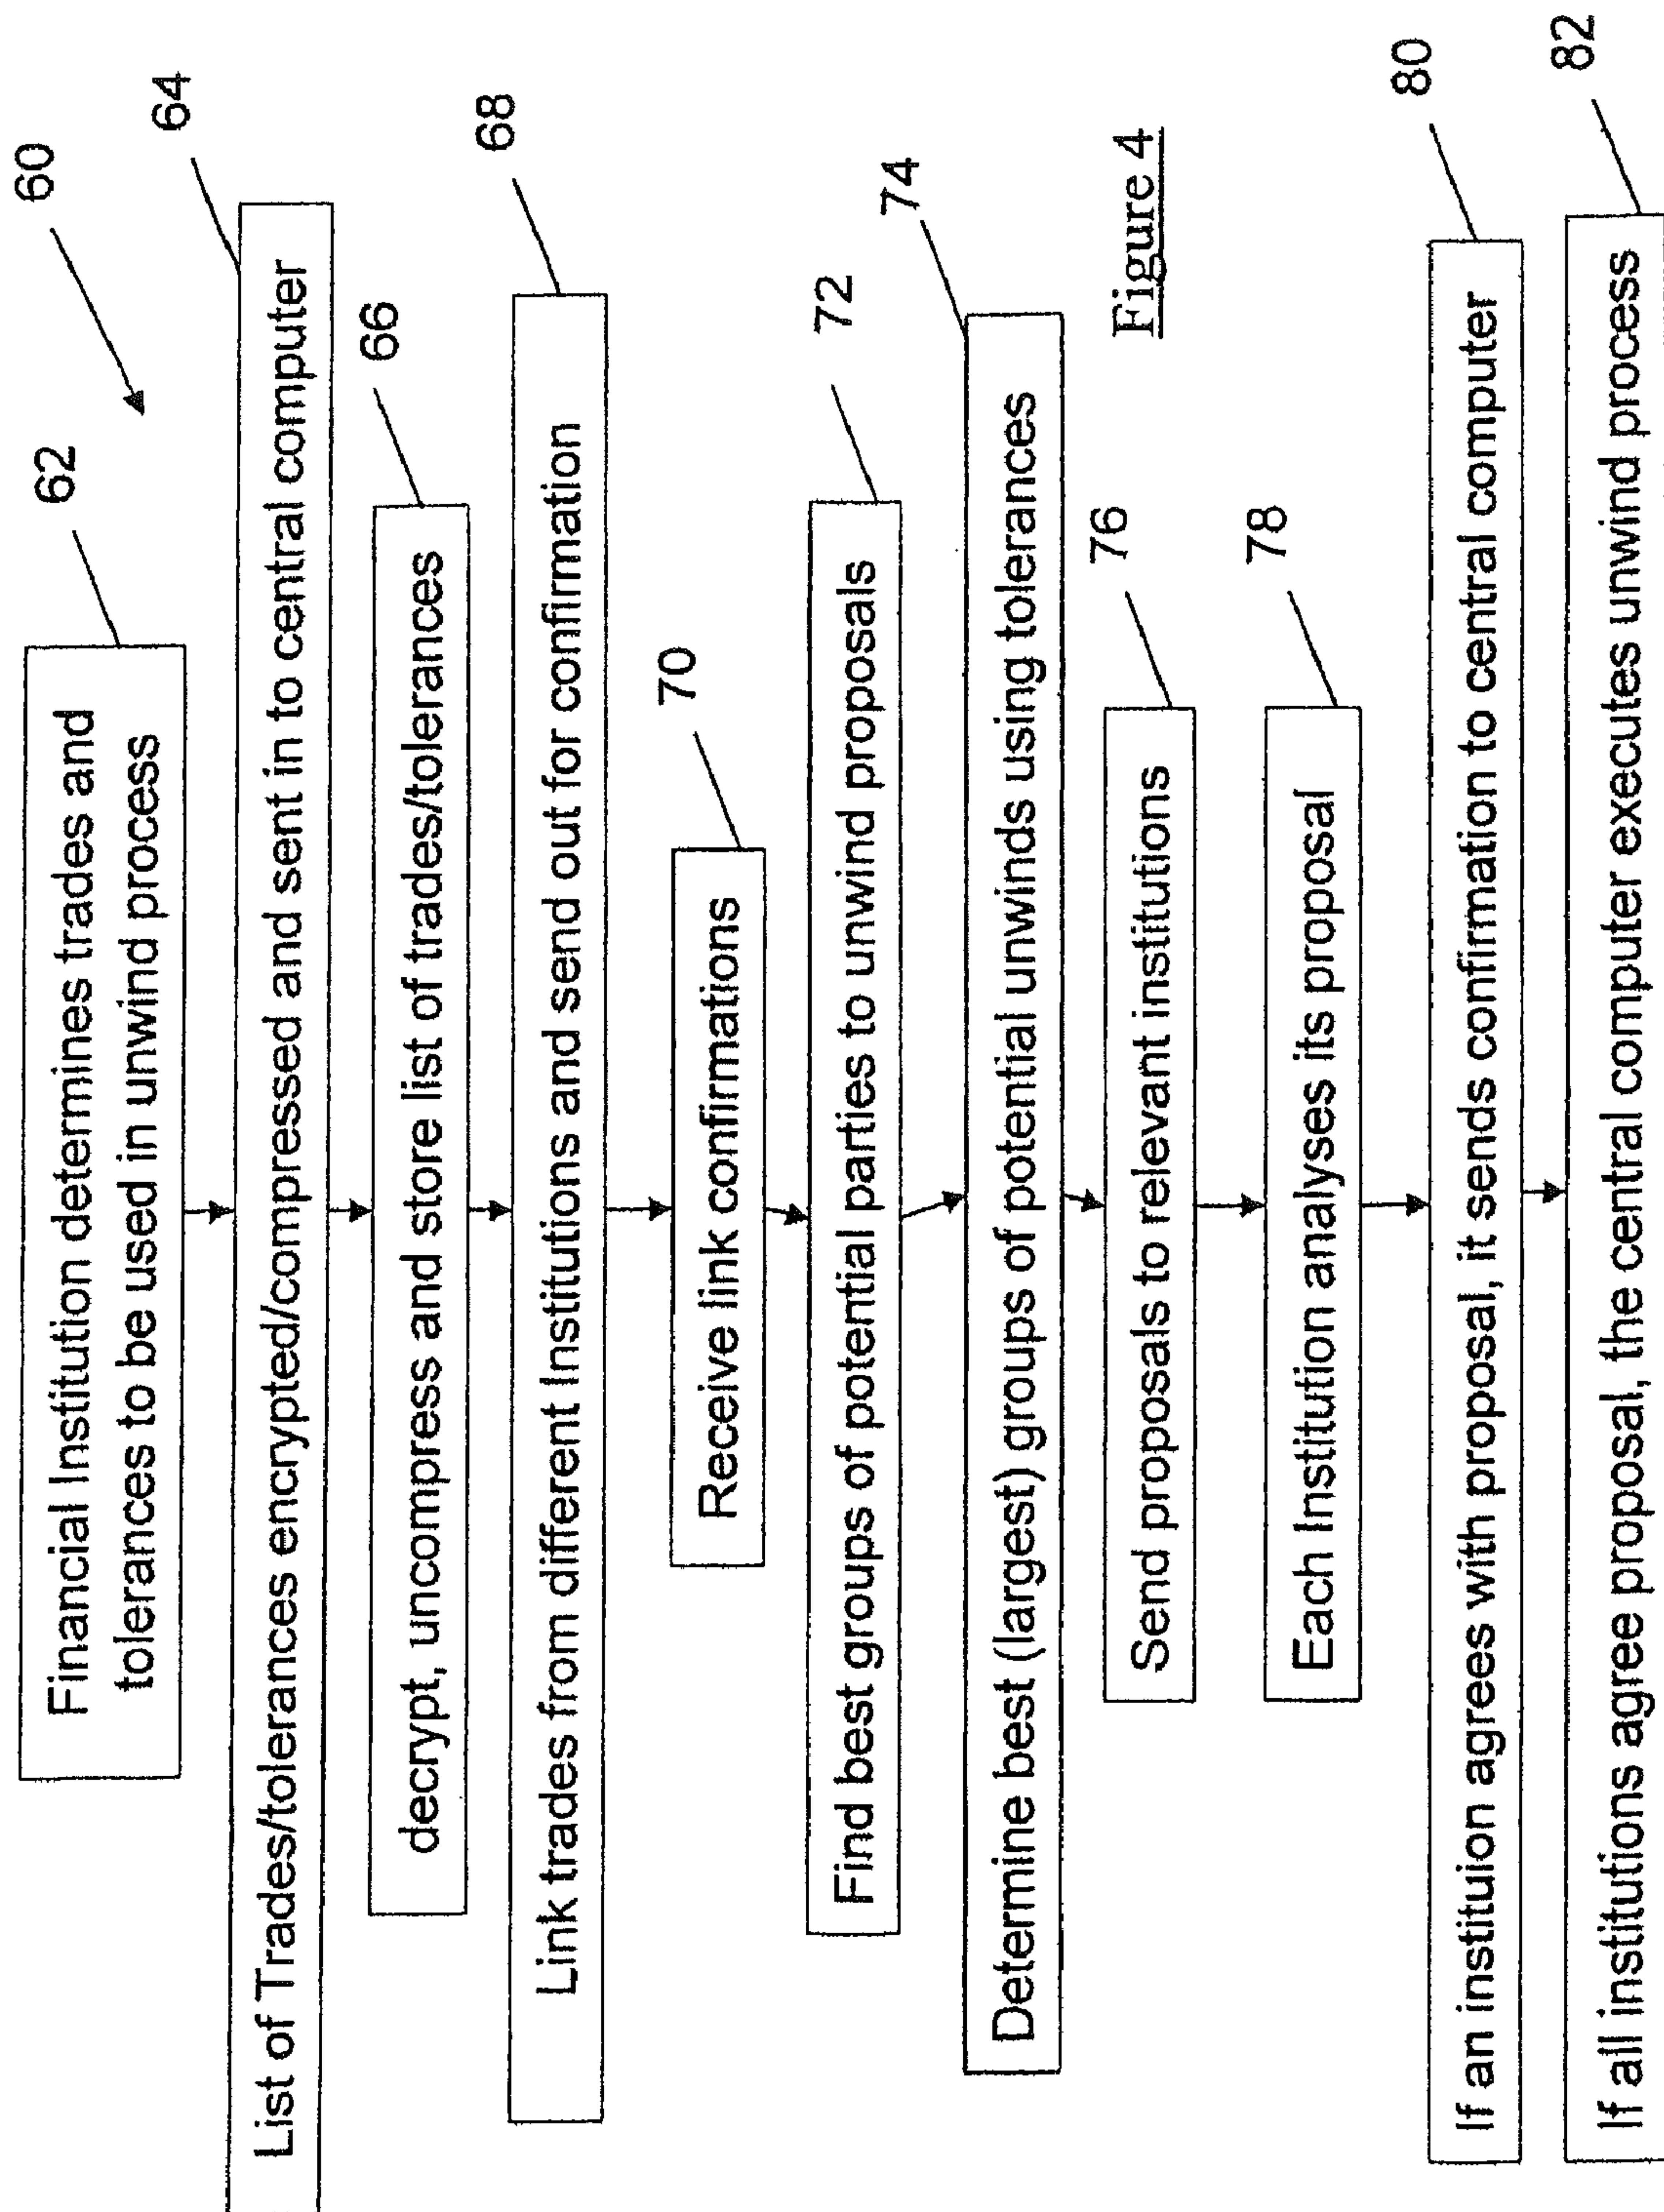 60
62
Financial Institution determines trades and
tolerances to be used in unwind process
64
List of Trades/tolerances encrypted/compressed and sent in to central computer
66
decrypt, uncompress and store list of trades/tolerances
68
Link trades from different Institutions and send out for confirmation
70
Receive link confirmations
72
Find best groups of potential parties to unwind proposals
74
Determine best (largest) groups of potential unwinds using tolerances
76
Send proposals to relevant institutions
78
Each Institution analyses its proposal
80
If an instituion agrees with proposal, it sends confirmation to central computer
82
If all institutions agree proposal, the central computer executes unwind process
Figure 4